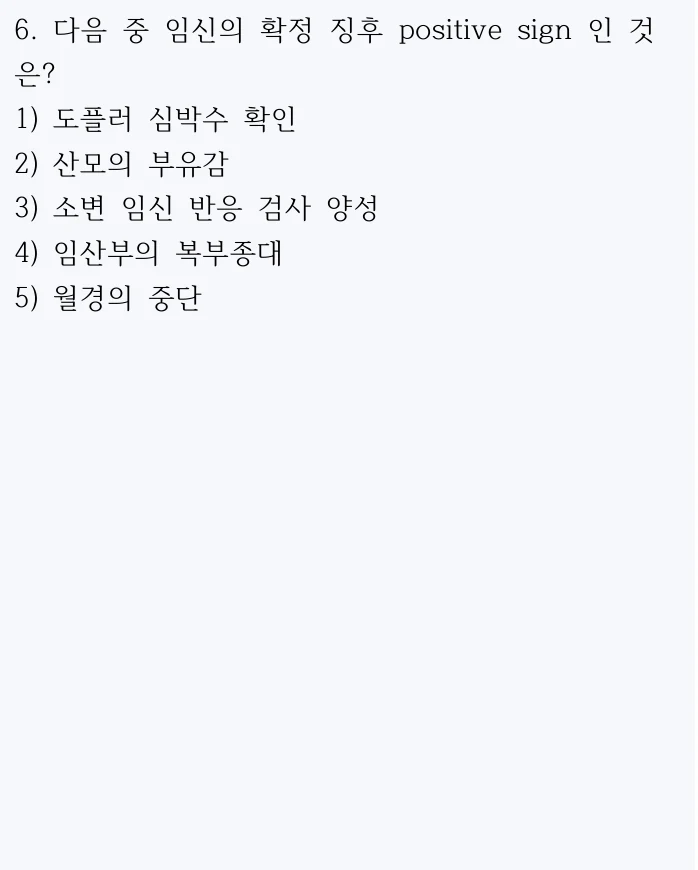 6. 다음 중 임신의 확정 징후 positive sign 인 것
은?
1) 도플러 심박수 확인
2) 산모의 부유감
3) 소변 임신 반응 검사 양성
4) 임산부의 복부종대
5) 월경의 중단